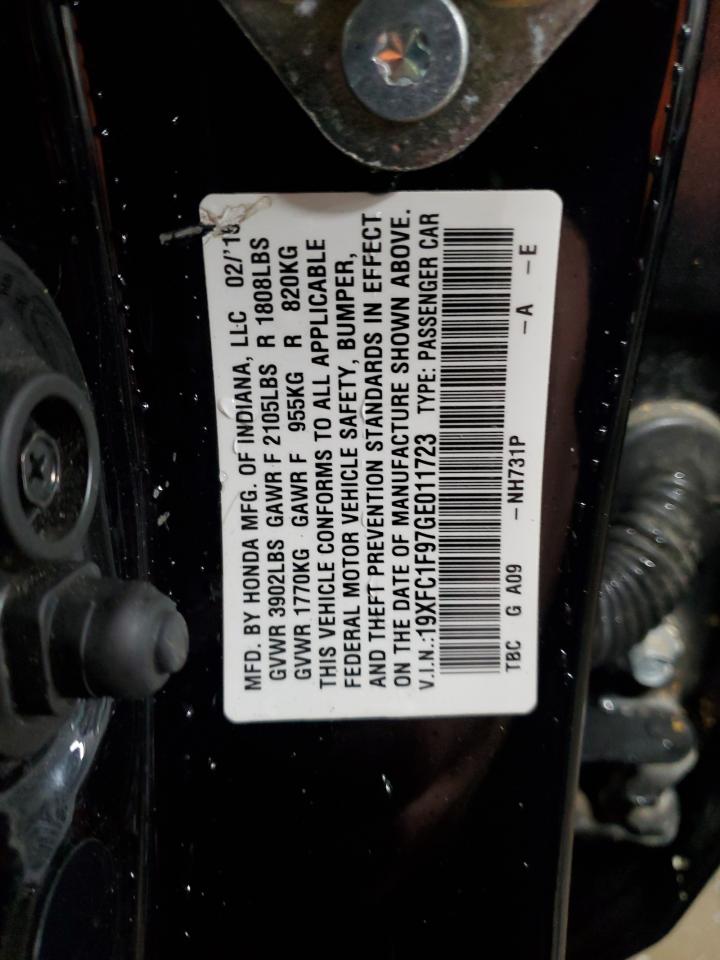 MFD. BY HONDA MFG. OF INDIANA, LLC 02/'16
GVWR 3902LBS GAWR F 2105LBS R 1808LBS
GVWR 1770KG GAWR F 955KG R 820KG
THIS VEHICLE CONFORMS TO ALL APPLICABLE
FEDERAL MOTOR VEHICLE SAFETY, BUMPER,
AND THEFT PREVENTION STANDARDS IN EFFECT
ON THE DATE OF MANUFACTURE SHOWN ABOVE.
V.I.N.:19XFC1F97GE011723 TYPE: PASSENGER CAR
TBC G A09 – NH731P –A –E